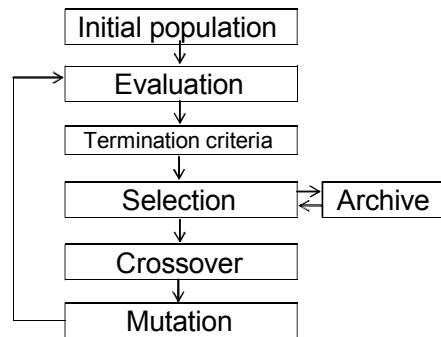 Initial population
Evaluation
Termination criteria
Selection
Archive
Crossover
Mutation